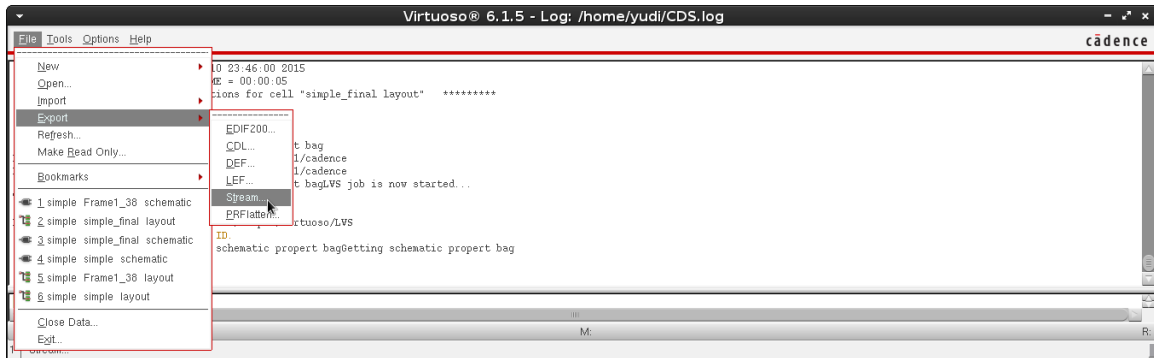 Virtuoso® 6.1.5 - Log: /home/yudi/CDS.log
File Tools Options Help
cādence
New
Open...
Import
Export
Refresh...
Make Read Only...
Bookmarks
1 simple Frame1_38 schematic
2 simple simple_final layout
3 simple simple_final schematic
4 simple simple schematic
5 simple Frame1_38 layout
6 simple simple layout
Close Data...
Exit...
EDIF200...
CDL...
DEF...
LEF...
Stream...
PRFlatten...
10 23:46:00 2015
ME = 00:00:05
tions for cell "simple_final layout" *********
t bag
1/cadence
1/cadence
t bagLVS job is now started...
rtuoso/LVS
ID.
schematic propert bagGetting schematic propert bag
M:
R: